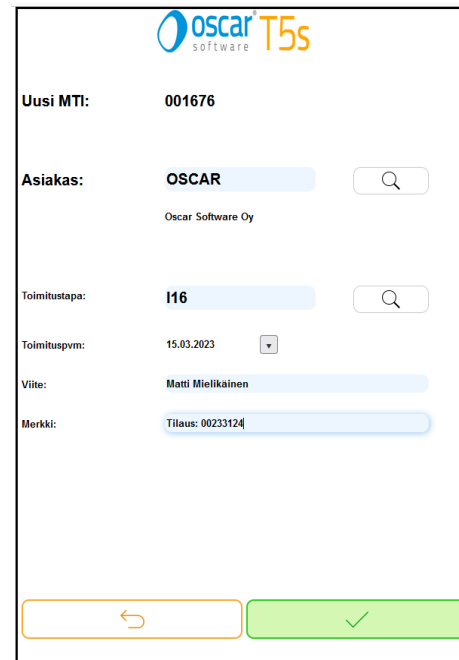 oscar® T5s
software
Uusi MTI: 001676
Asiakas: OSCAR
Oscar Software Oy
Toimitustapa: I16
Toimituspvm: 15.03.2023
Viite: Matti Mielikäinen
Merkki: Tilaus: 00233124